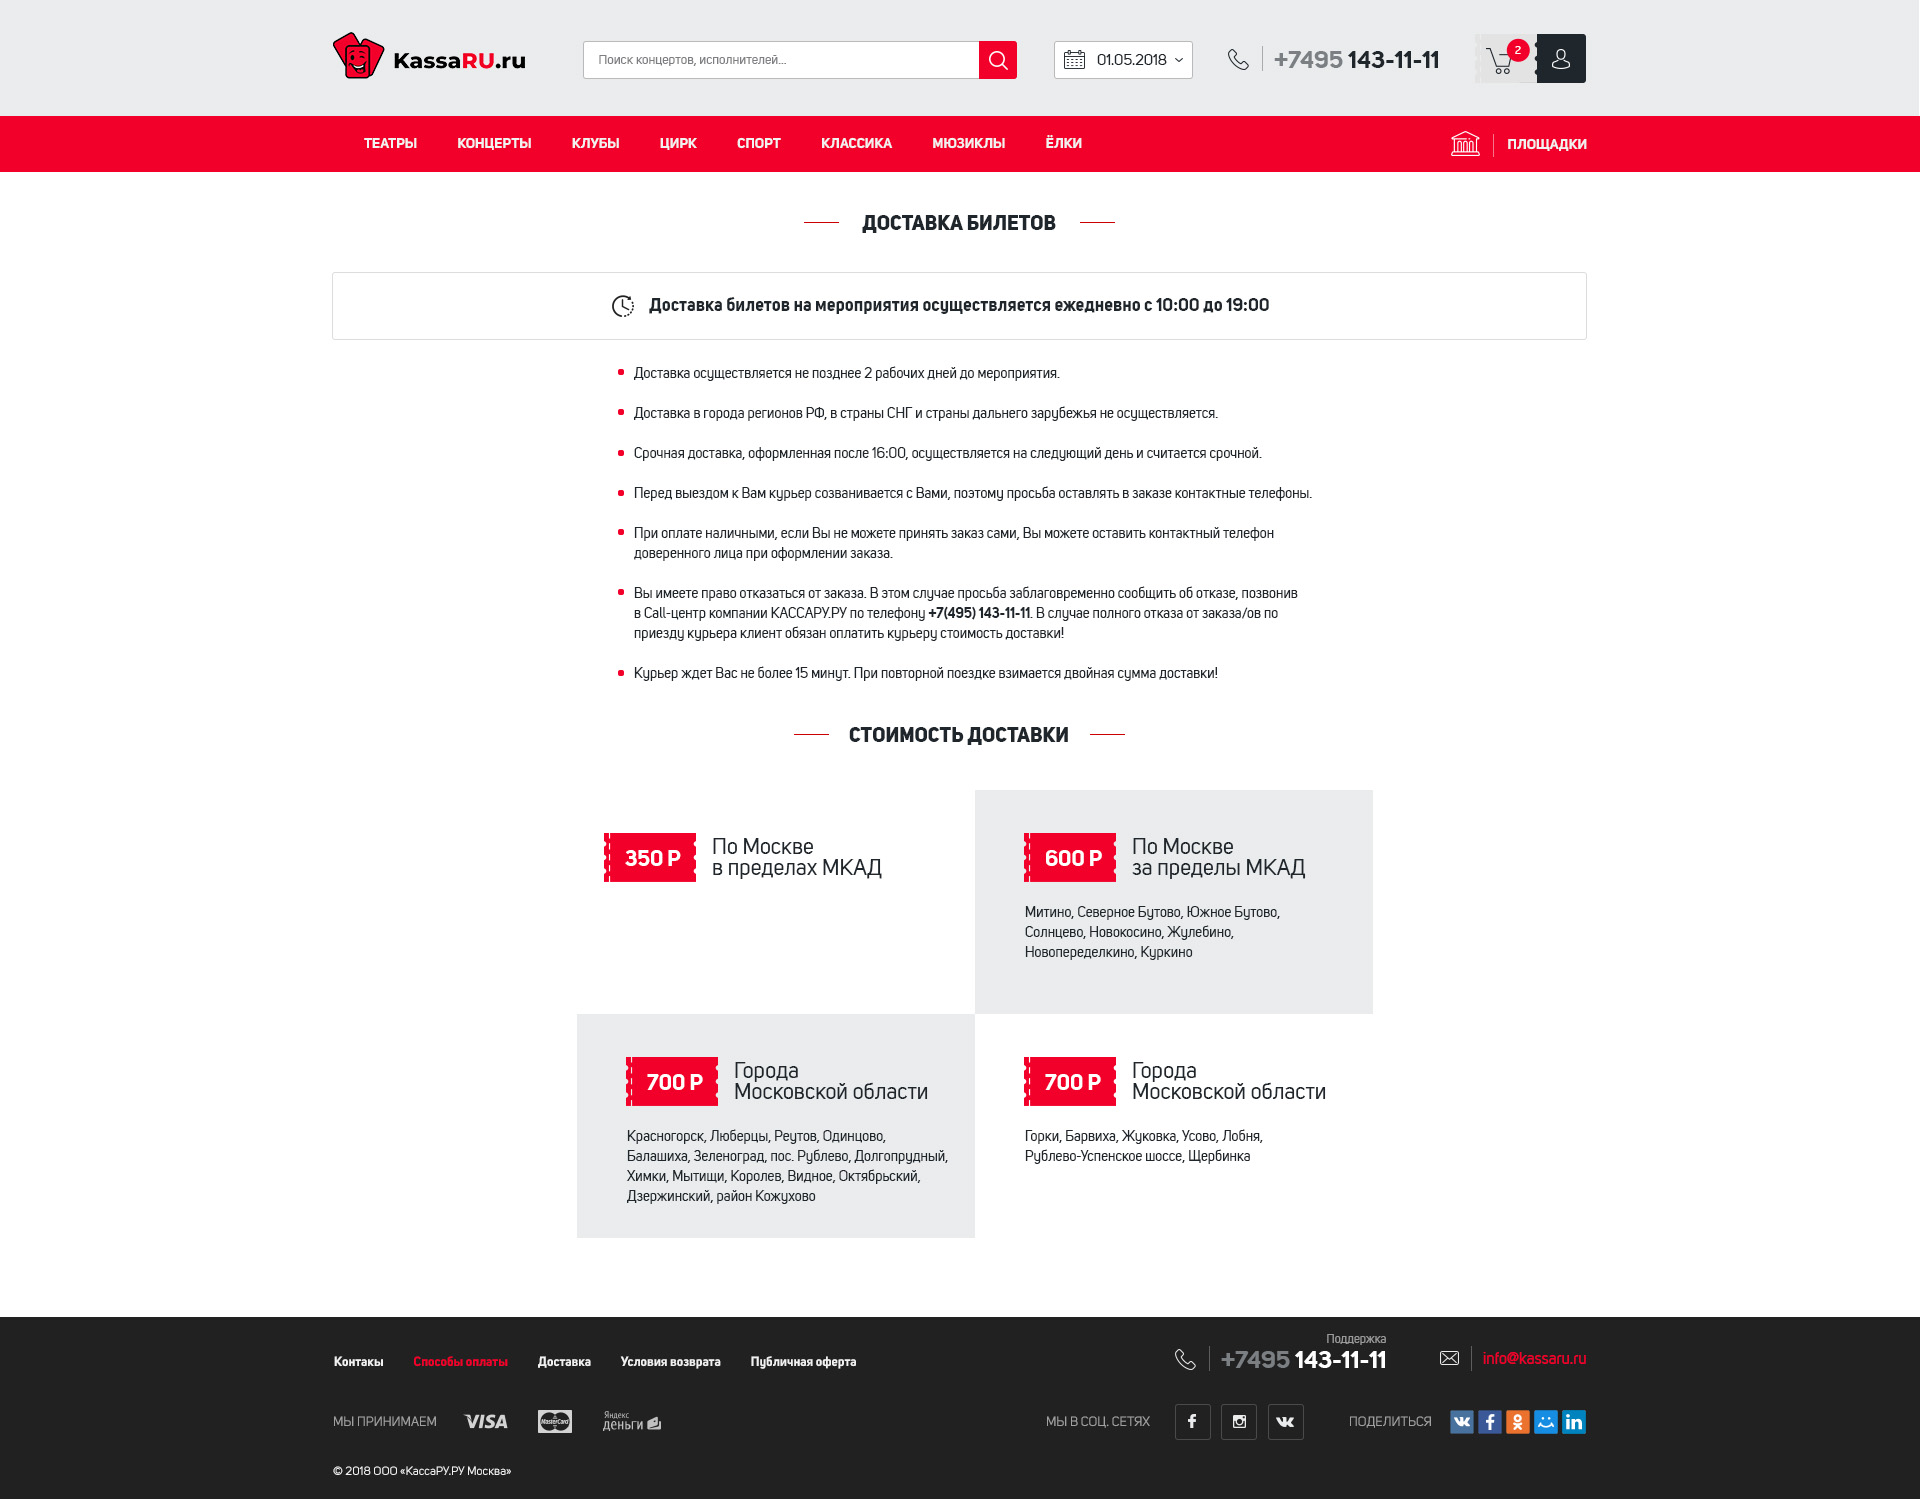 KassaRU.ru
Поиск концертов, исполнителей...
01.05.2018
+7495 143-11-11
2
ТЕАТРЫ КОНЦЕРТЫ КЛУБЫ ЦИРК СПОРТ КЛАССИКА МЮЗИКЛЫ ЁЛКИ ПЛОЩАДКИ
ДОСТАВКА БИЛЕТОВ
Доставка билетов на мероприятия осуществляется ежедневно с 10:00 до 19:00
Доставка осуществляется не позднее 2 рабочих дней до мероприятия.
Доставка в города регионов РФ, в страны СНГ и страны дальнего зарубежья не осуществляется.
Срочная доставка, оформленная после 16:00, осуществляется на следующий день и считается срочной.
Перед выездом к Вам курьер созванивается с Вами, поэтому просьба оставлять в заказе контактные телефоны.
При оплате наличными, если Вы не можете принять заказ сами, Вы можете оставить контактный телефон
доверенного лица при оформлении заказа.
Вы имеете право отказаться от заказа. В этом случае просьба заблаговременно сообщить об отказе, позвонив
в Call-центр компании КАССАРУ.РУ по телефону +7(495) 143-11-11. В случае полного отказа от заказа/ов по
приезду курьера клиент обязан оплатить курьеру стоимость доставки!
Курьер ждет Вас не более 15 минут. При повторной поездке взимается двойная сумма доставки!
СТОИМОСТЬ ДОСТАВКИ
350 Р
По Москве
в пределах МКАД
600 Р
По Москве
за пределы МКАД
Митино, Северное Бутово, Южное Бутово,
Солнцево, Новокосино, Жулебино,
Новопеределкино, Куркино
700 Р
Города
Московской области
Красногорск, Люберцы, Реутов, Одинцово,
Балашиха, Зеленоград, пос. Рублево, Долгопрудный,
Химки, Мытищи, Королев, Видное, Октябрьский,
Дзержинский, район Кожухово
700 Р
Города
Московской области
Горки, Барвиха, Жуковка, Усово, Лобня,
Рублево-Успенское шоссе, Щербинка
Контакы Способы оплаты Доставка Условия возврата Публичная оферта
Поддержка
+7495 143-11-11
info@kassaru.ru
МЫ ПРИНИМАЕМ
VISA
MasterCard
Яндекс
деньги
МЫ В СОЦ. СЕТЯХ
ПОДЕЛИТЬСЯ
© 2018 ООО «КассаРУ.РУ Москва»